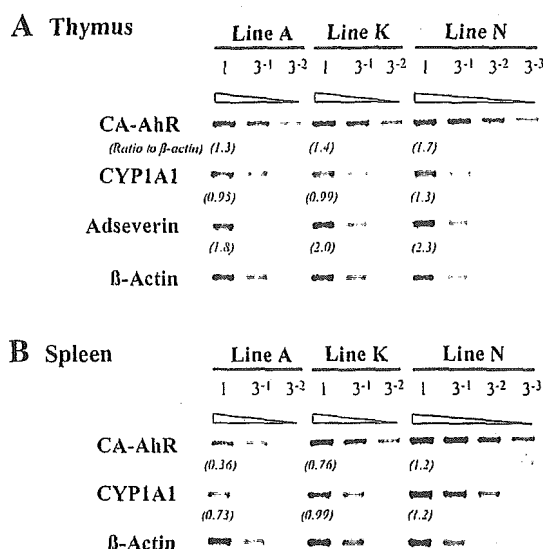 A Thymus
Line A Line K Line N
1 3-1 3-2 1 3-1 3-2 1 3-1 3-2 3-3
CA-AhR
(Ratio to β-actin) (1.3) (1.4) (1.7)
CYP1A1
(0.95) (0.99) (1.3)
Adseverin
(1.8) (2.0) (2.3)
β-Actin
B Spleen
Line A Line K Line N
1 3-1 3-2 1 3-1 3-2 1 3-1 3-2 3-3
CA-AhR
(0.36) (0.76) (1.2)
CYP1A1
(0.73) (0.99) (1.2)
β-Actin